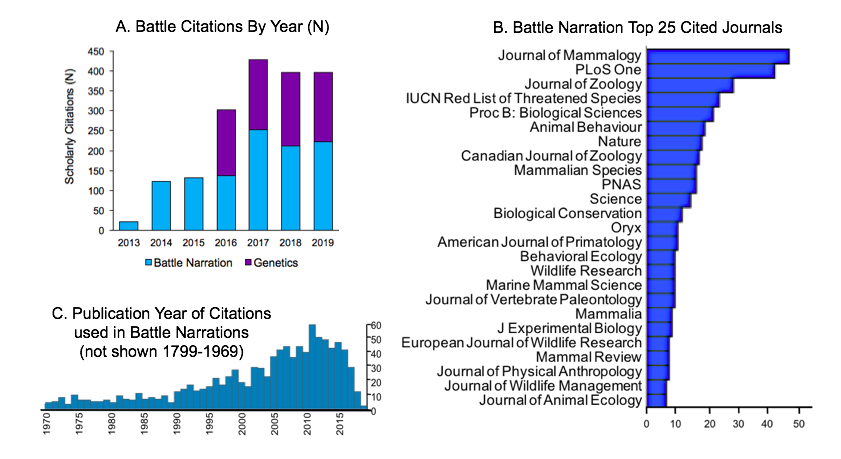 A. Battle Citations By Year (N)
Scholarly Citations (N)
450
400
350
300
250
200
150
100
50
0
2013 2014 2015 2016 2017 2018 2019
Battle Narration Genetics
C. Publication Year of Citations
used in Battle Narrations
(not shown 1799-1969)
60
50
40
30
20
10
0
1970 1975 1980 1985 1990 1995 2000 2005 2010 2015
B. Battle Narration Top 25 Cited Journals
Journal of Mammalogy
PLoS One
Journal of Zoology
IUCN Red List of Threatened Species
Proc B: Biological Sciences
Animal Behaviour
Nature
Canadian Journal of Zoology
Mammalian Species
PNAS
Science
Biological Conservation
Oryx
American Journal of Primatology
Behavioral Ecology
Wildlife Research
Marine Mammal Science
Journal of Vertebrate Paleontology
Mammalia
J Experimental Biology
European Journal of Wildlife Research
Mammal Review
Journal of Physical Anthropology
Journal of Wildlife Management
Journal of Animal Ecology
0 10 20 30 40 50